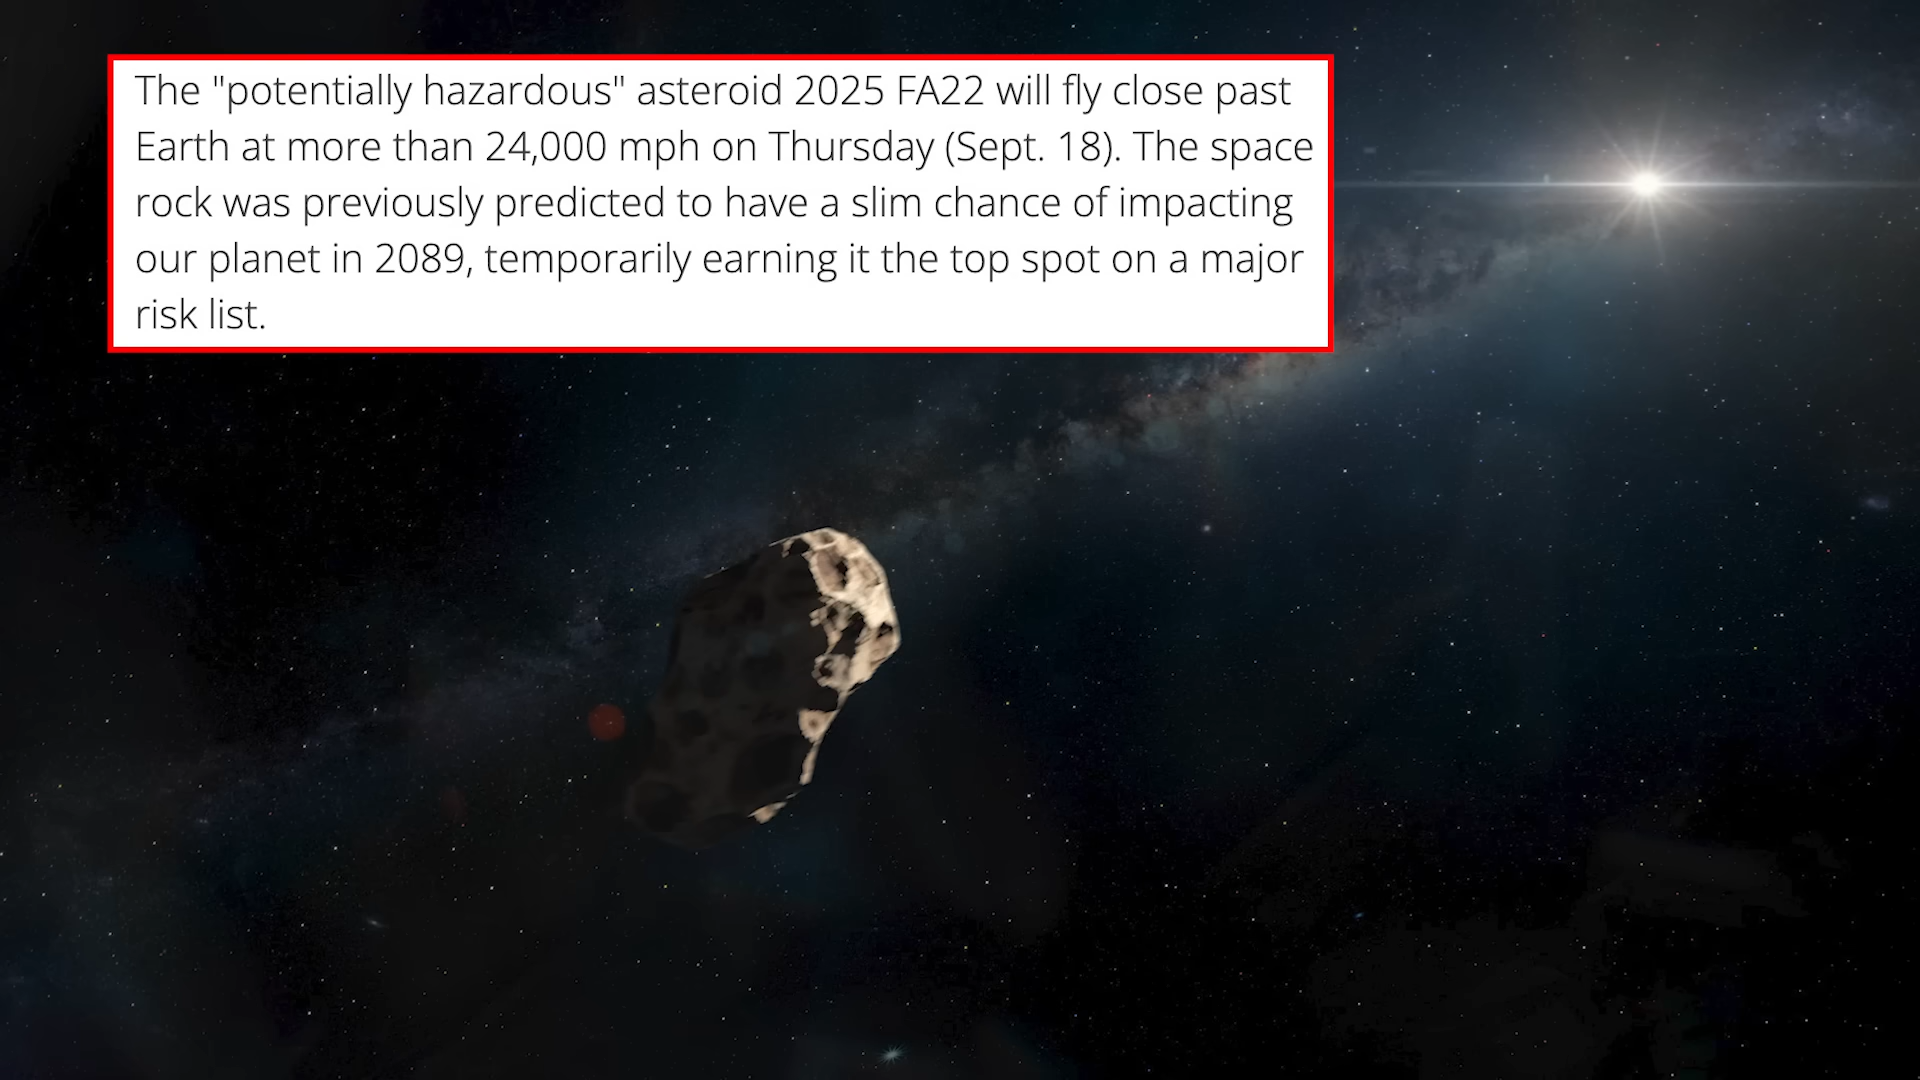 The "potentially hazardous" asteroid 2025 FA22 will fly close past
Earth at more than 24,000 mph on Thursday (Sept. 18). The space
rock was previously predicted to have a slim chance of impacting
our planet in 2089, temporarily earning it the top spot on a major
risk list.